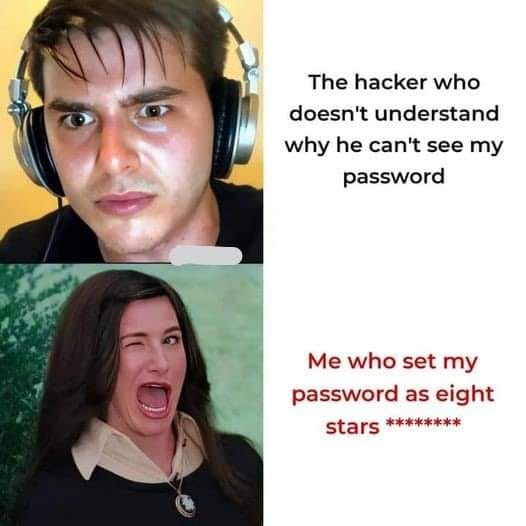 The hacker who
doesn't understand
why he can't see my
password
Me who set my
password as eight
stars ********